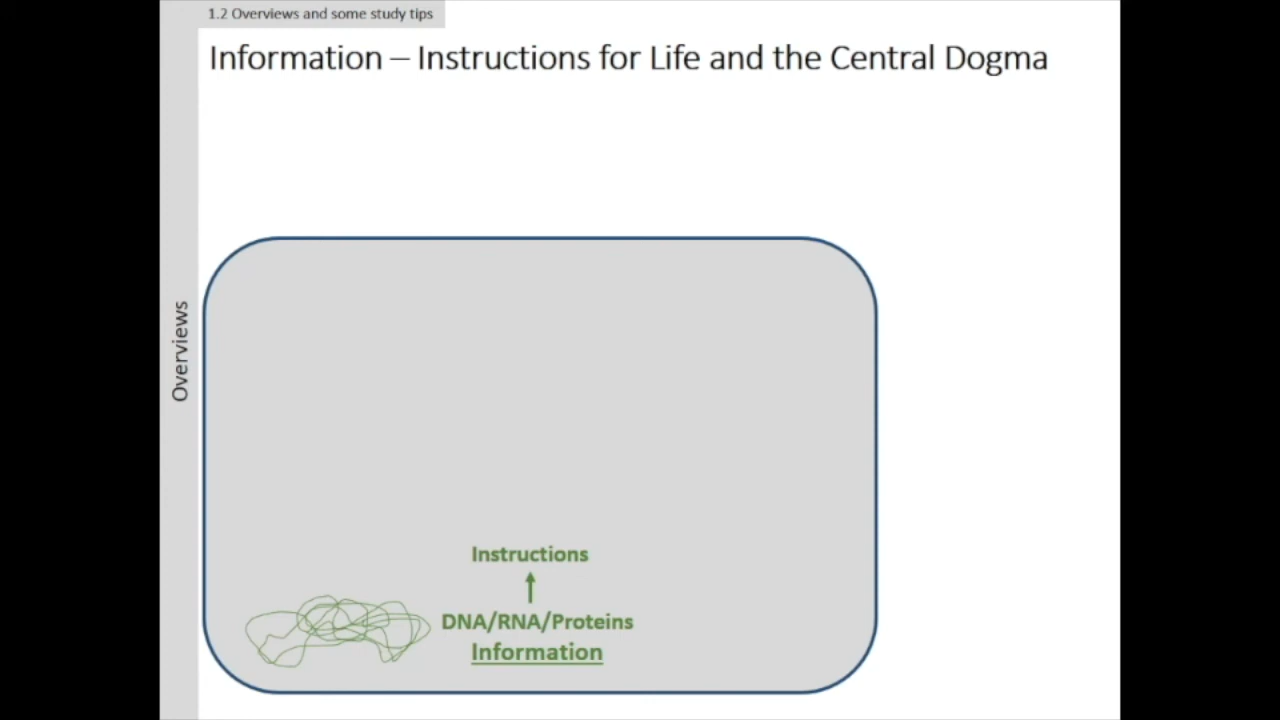 1.2 Overviews and some study tips
Information – Instructions for Life and the Central Dogma
Overviews
Instructions
DNA/RNA/Proteins
Information